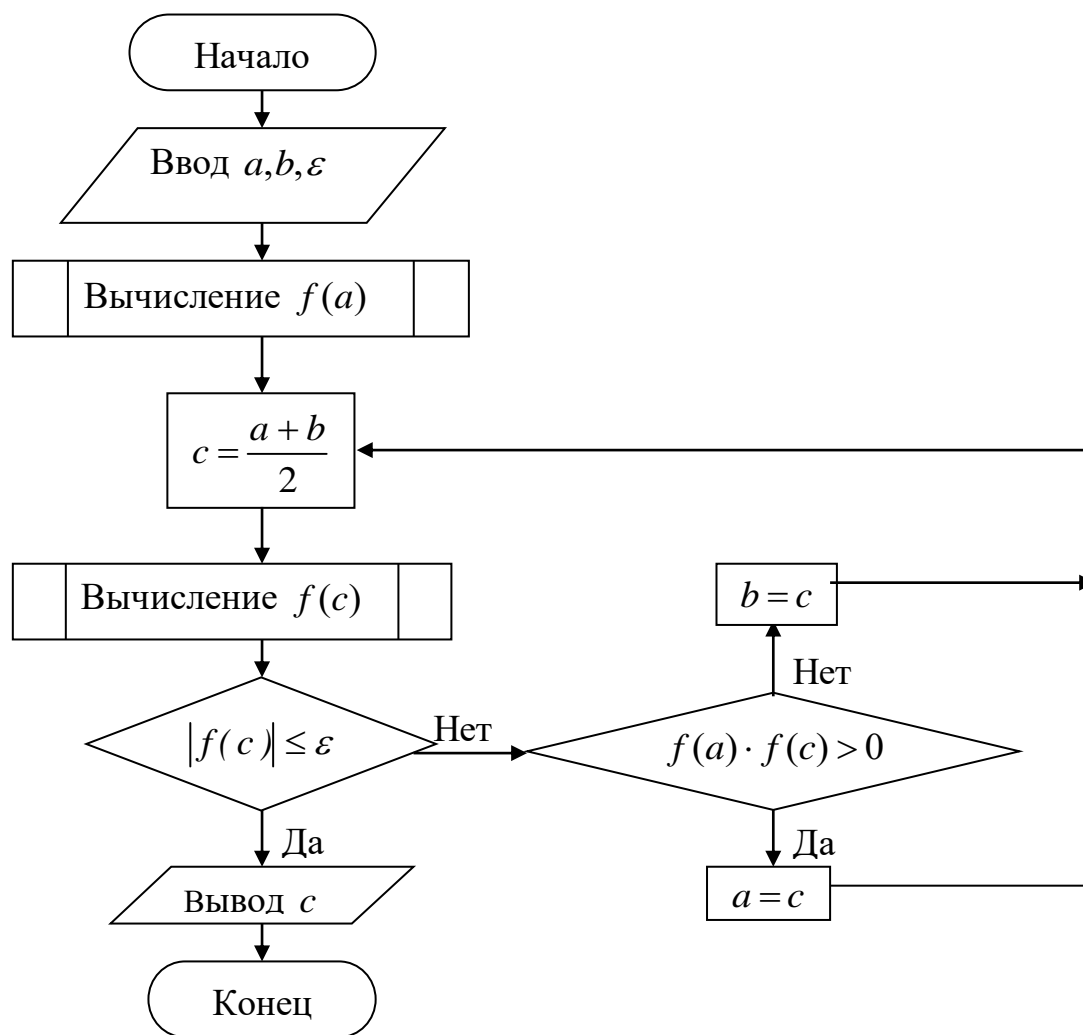 Начало
Ввод a,b,ε
Вычисление f(a)
c = a + b / 2
Вычисление f(c)
b = c
Нет
|f(c)| ≤ ε
Нет
f(a) · f(c) > 0
Да
Да
Вывод c
a = c
Конец